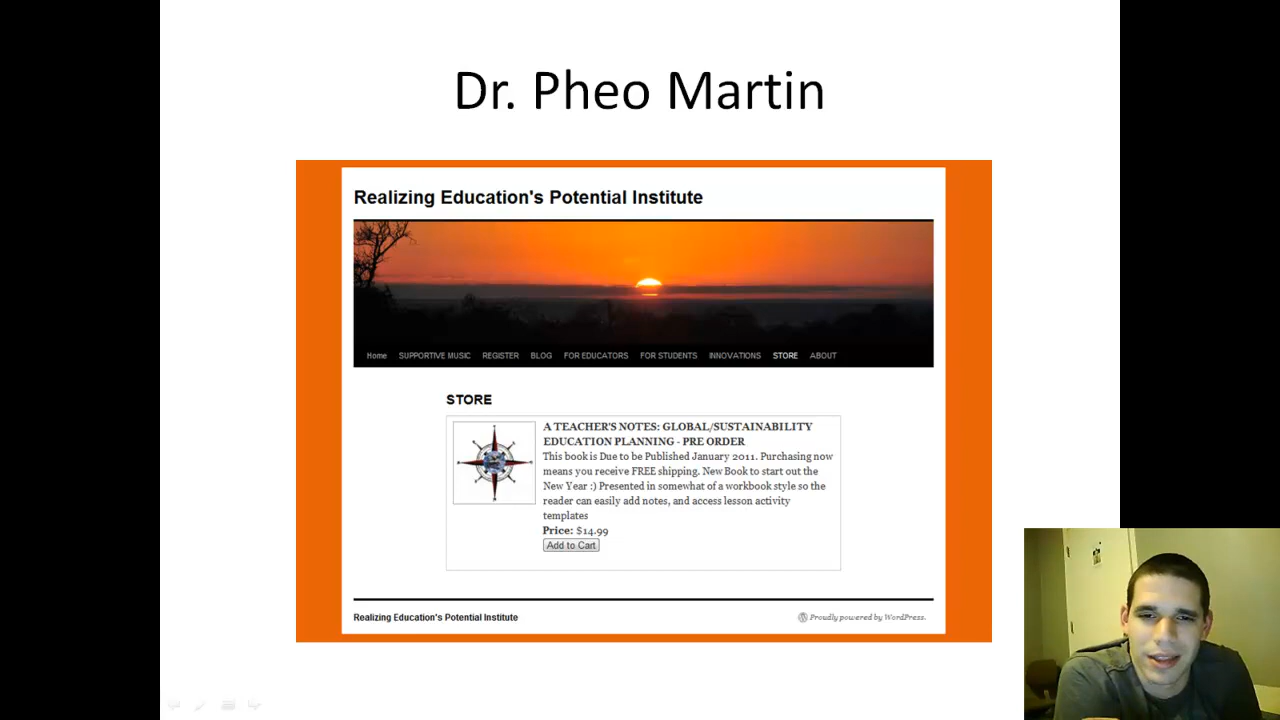 Dr. Pheo Martin
Realizing Education's Potential Institute
Home SUPPORTIVE MUSIC REGISTER BLOG FOR EDUCATORS FOR STUDENTS INNOVATIONS STORE ABOUT
STORE
A TEACHER'S NOTES: GLOBAL/SUSTAINABILITY
EDUCATION PLANNING - PRE ORDER
This book is Due to be Published January 2011. Purchasing now
means you receive FREE shipping. New Book to start out the
New Year :) Presented in somewhat of a workbook style so the
reader can easily add notes, and access lesson activity
templates
Price: $14.99
Add to Cart
Realizing Education's Potential Institute
Proudly powered by WordPress.